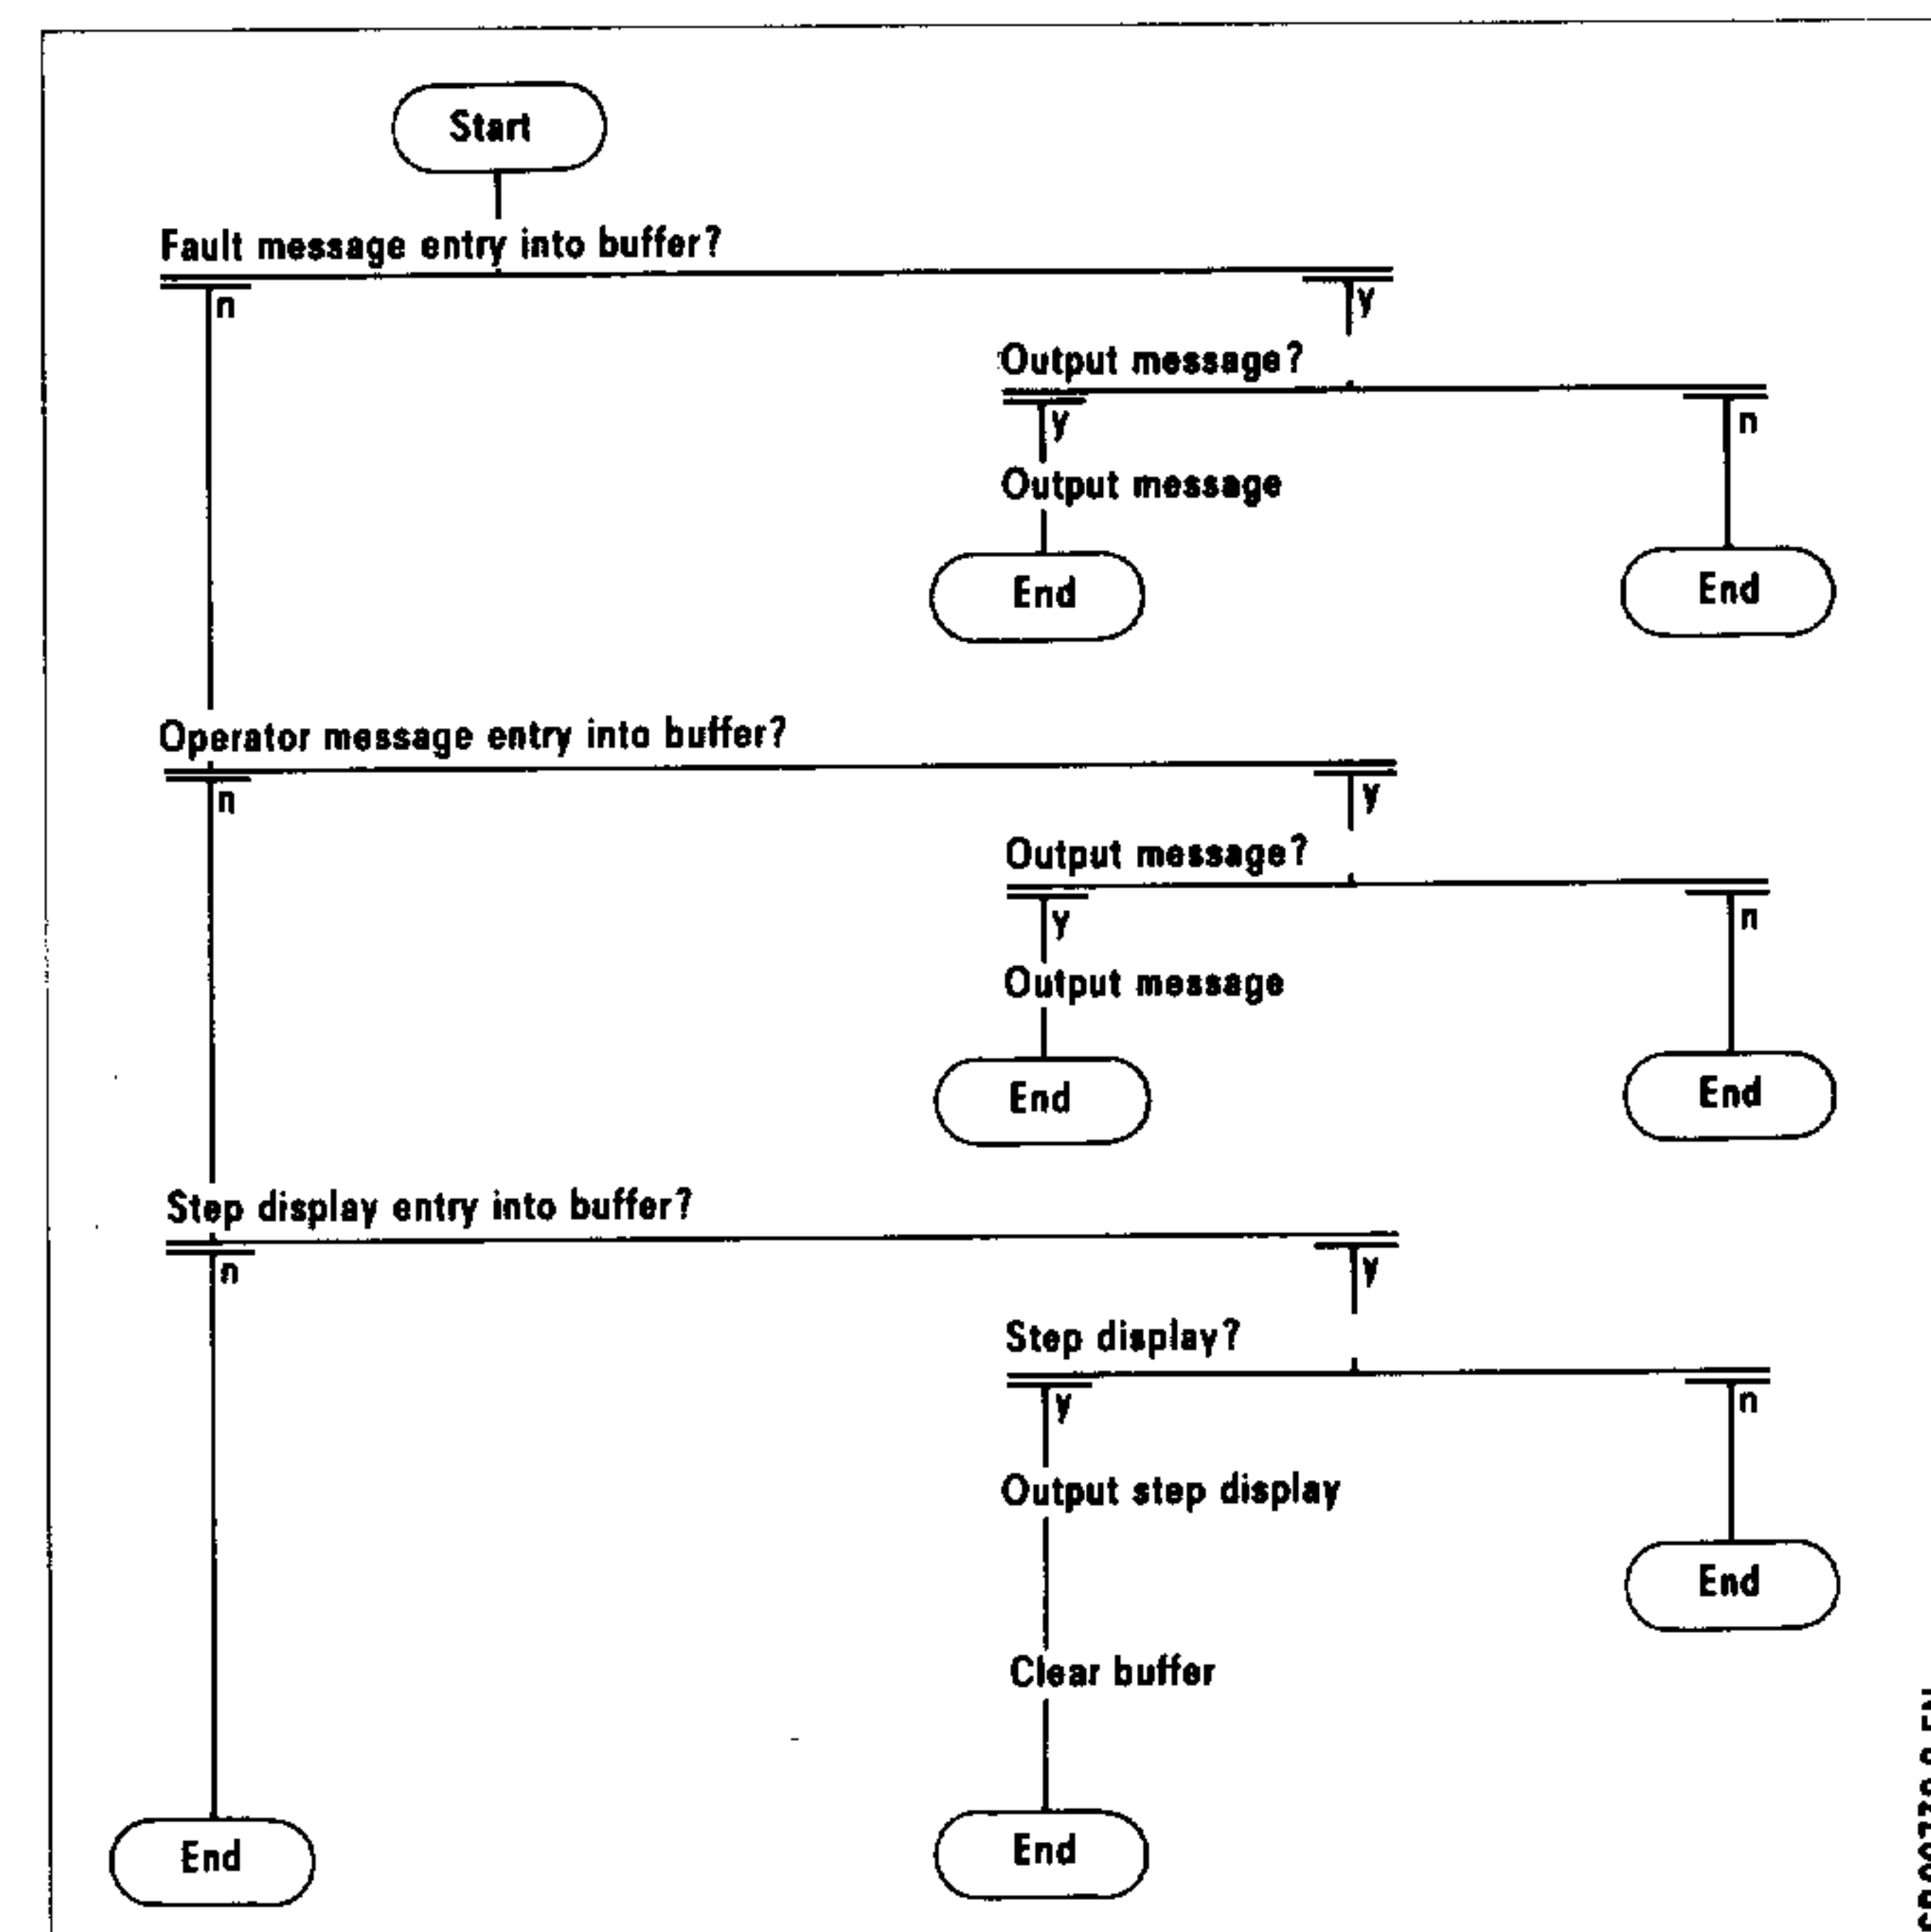 Start
Fault message entry into buffer?
n
y
Output message?
y
n
Output message
End
End
Operator message entry into buffer?
n
y
Output message?
y
n
Output message
End
End
Step display entry into buffer?
n
y
Step display?
y
n
Output step display
End
Clear buffer
End
End